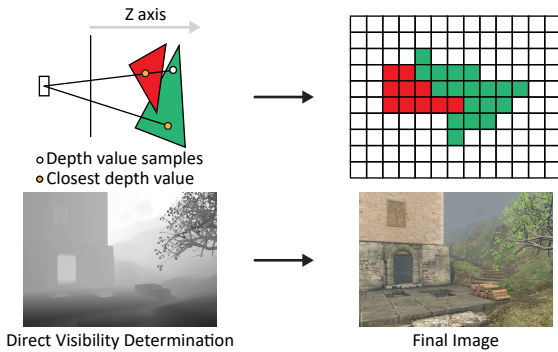 Z axis
Depth value samples
Closest depth value
Direct Visibility Determination
Final Image